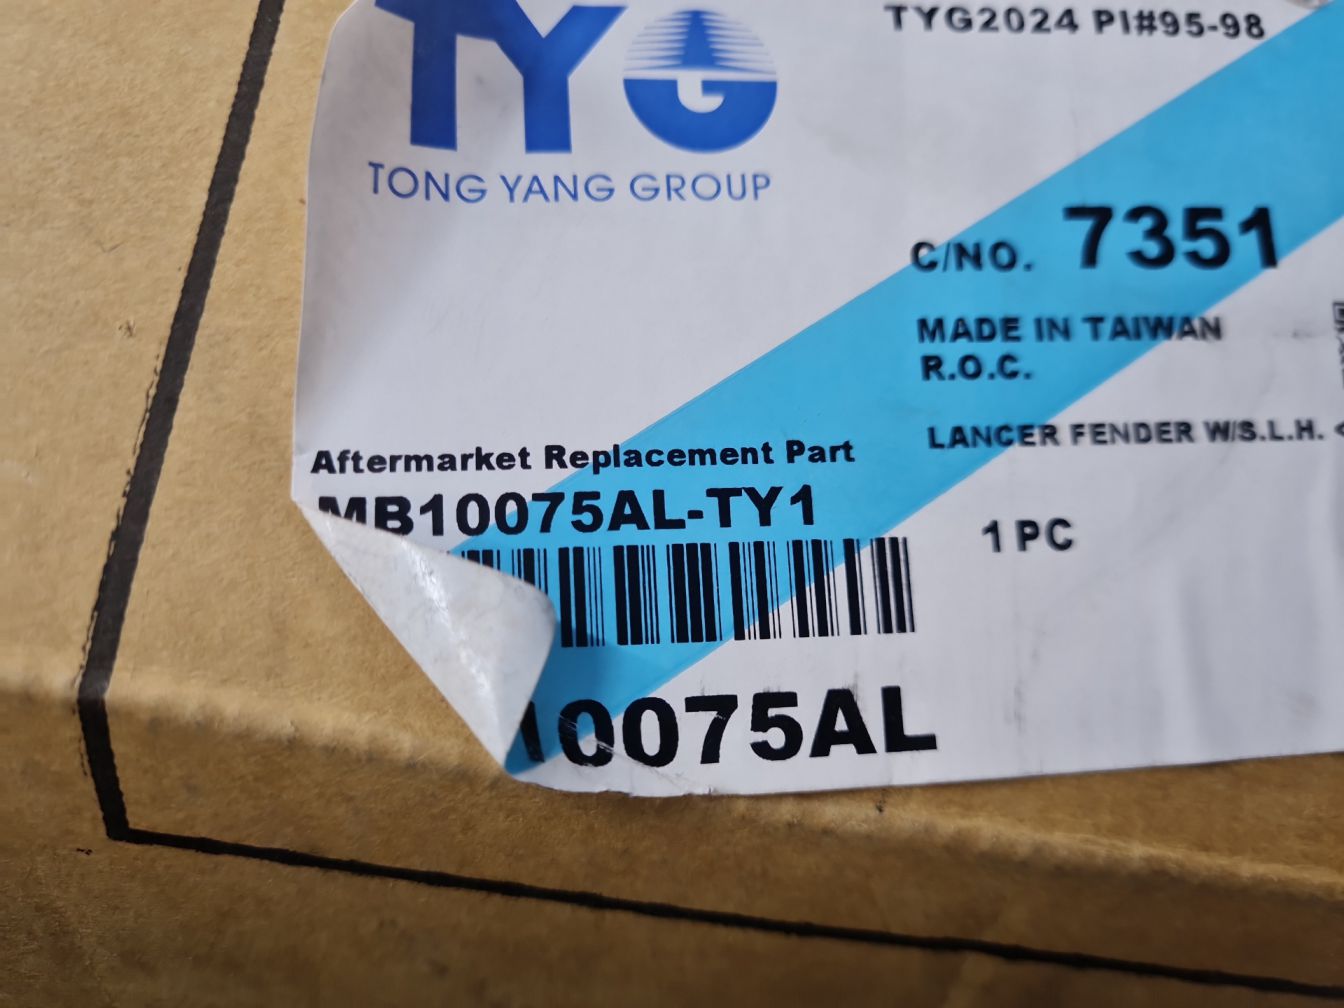 TYG
TONG YANG GROUP
TYG2024 PI#95-98
C/NO. 7351
MADE IN TAIWAN
R.O.C.
LANCER FENDER W/S.L.H. <
Aftermarket Replacement Part
MB10075AL-TY1
1 PC
10075AL